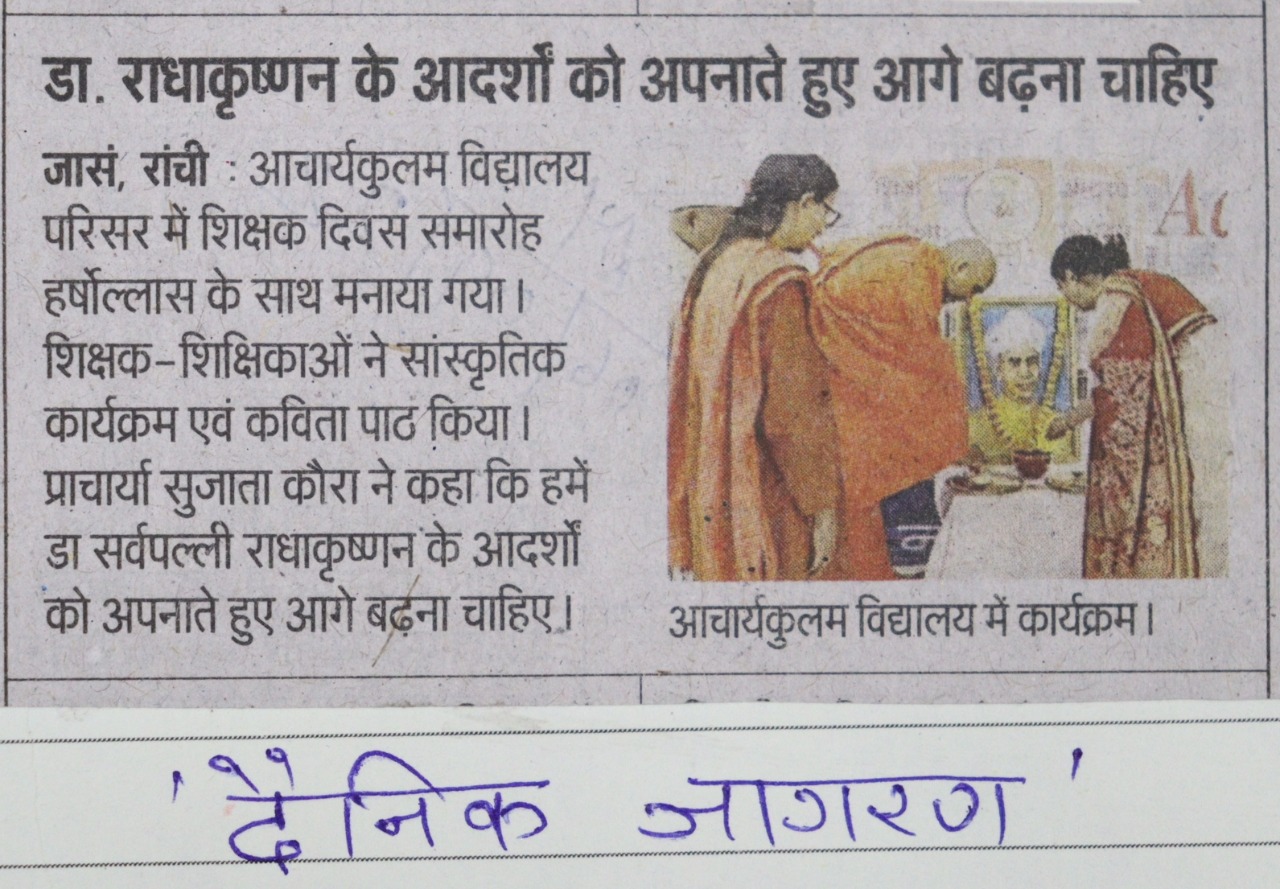 डा. राधाकृष्णन के आदर्शों को अपनाते हुए आगे बढ़ना चाहिए
जासं, रांची : आचार्यकुलम विद्यालय
परिसर में शिक्षक दिवस समारोह
हर्षोल्लास के साथ मनाया गया।
शिक्षक-शिक्षिकाओं ने सांस्कृतिक
कार्यक्रम एवं कविता पाठ किया।
प्राचार्या सुजाता कौरा ने कहा कि हमें
डा सर्वपल्ली राधाकृष्णन के आदर्शों
को अपनाते हुए आगे बढ़ना चाहिए।
आचार्यकुलम विद्यालय में कार्यक्रम।
'दैनिक जागरण'